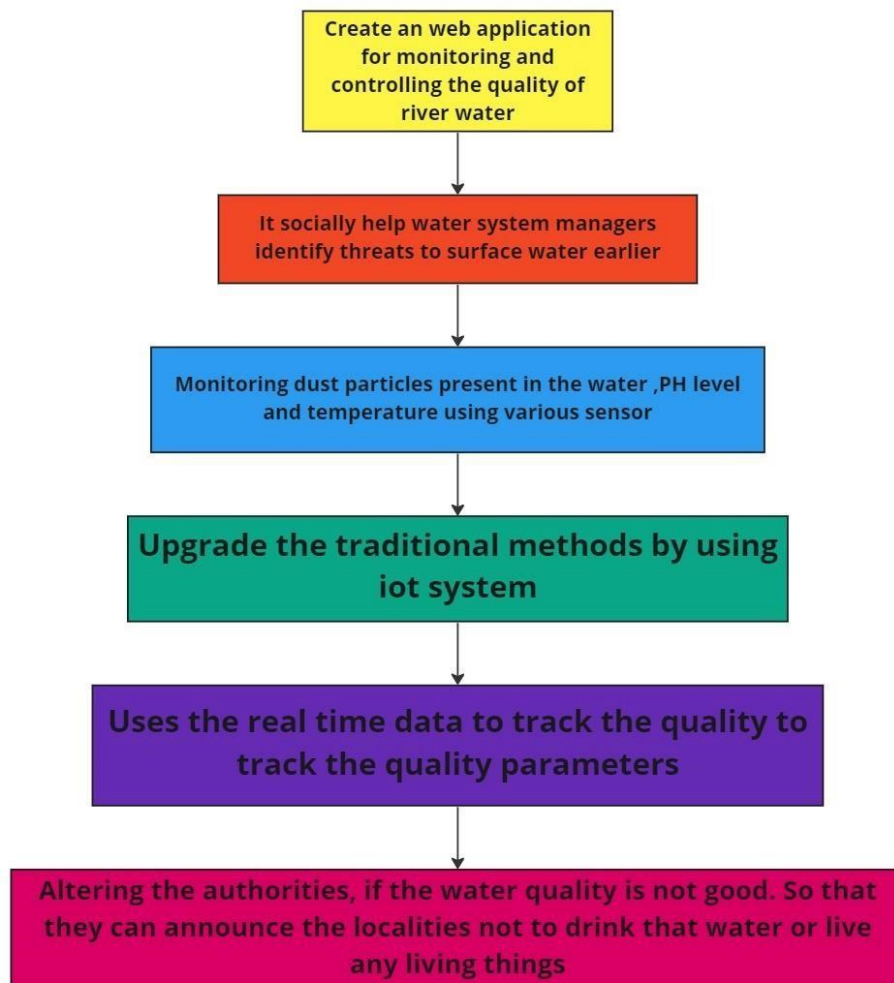 Create an web application
for monitoring and
controlling the quality of
river water
It socially help water system managers
identify threats to surface water earlier
Monitoring dust particles present in the water ,PH level
and temperature using various sensor
Upgrade the traditional methods by using
iot system
Uses the real time data to track the quality to
track the quality parameters
Altering the authorities, if the water quality is not good. So that
they can announce the localities not to drink that water or live
any living things